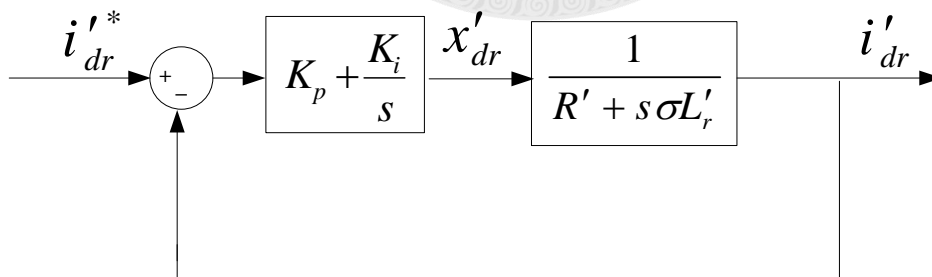 i'*dr
+
−
Kp + Ki/s
x'dr
1/(R' + sσL'r)
i'dr